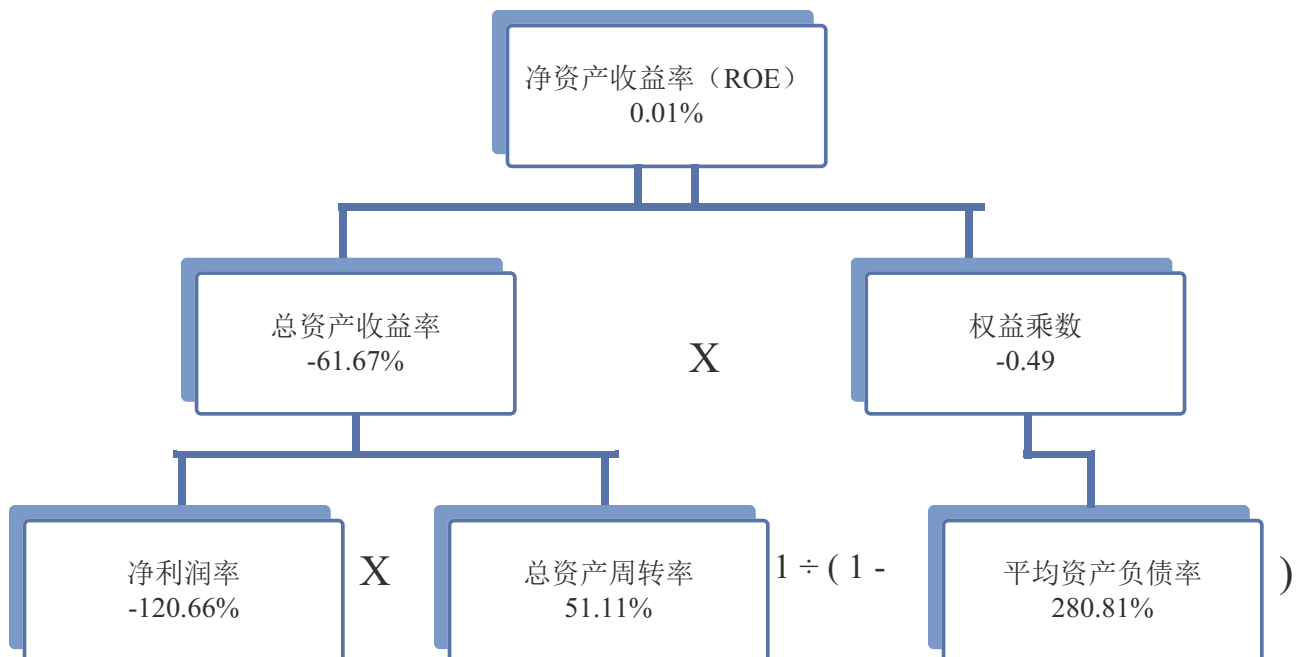 净资产收益率（ROE）
0.01%
总资产收益率
-61.67%
X
权益乘数
-0.49
净利润率
-120.66%
X
总资产周转率
51.11%
1 ÷ ( 1 -
平均资产负债率
280.81%
)